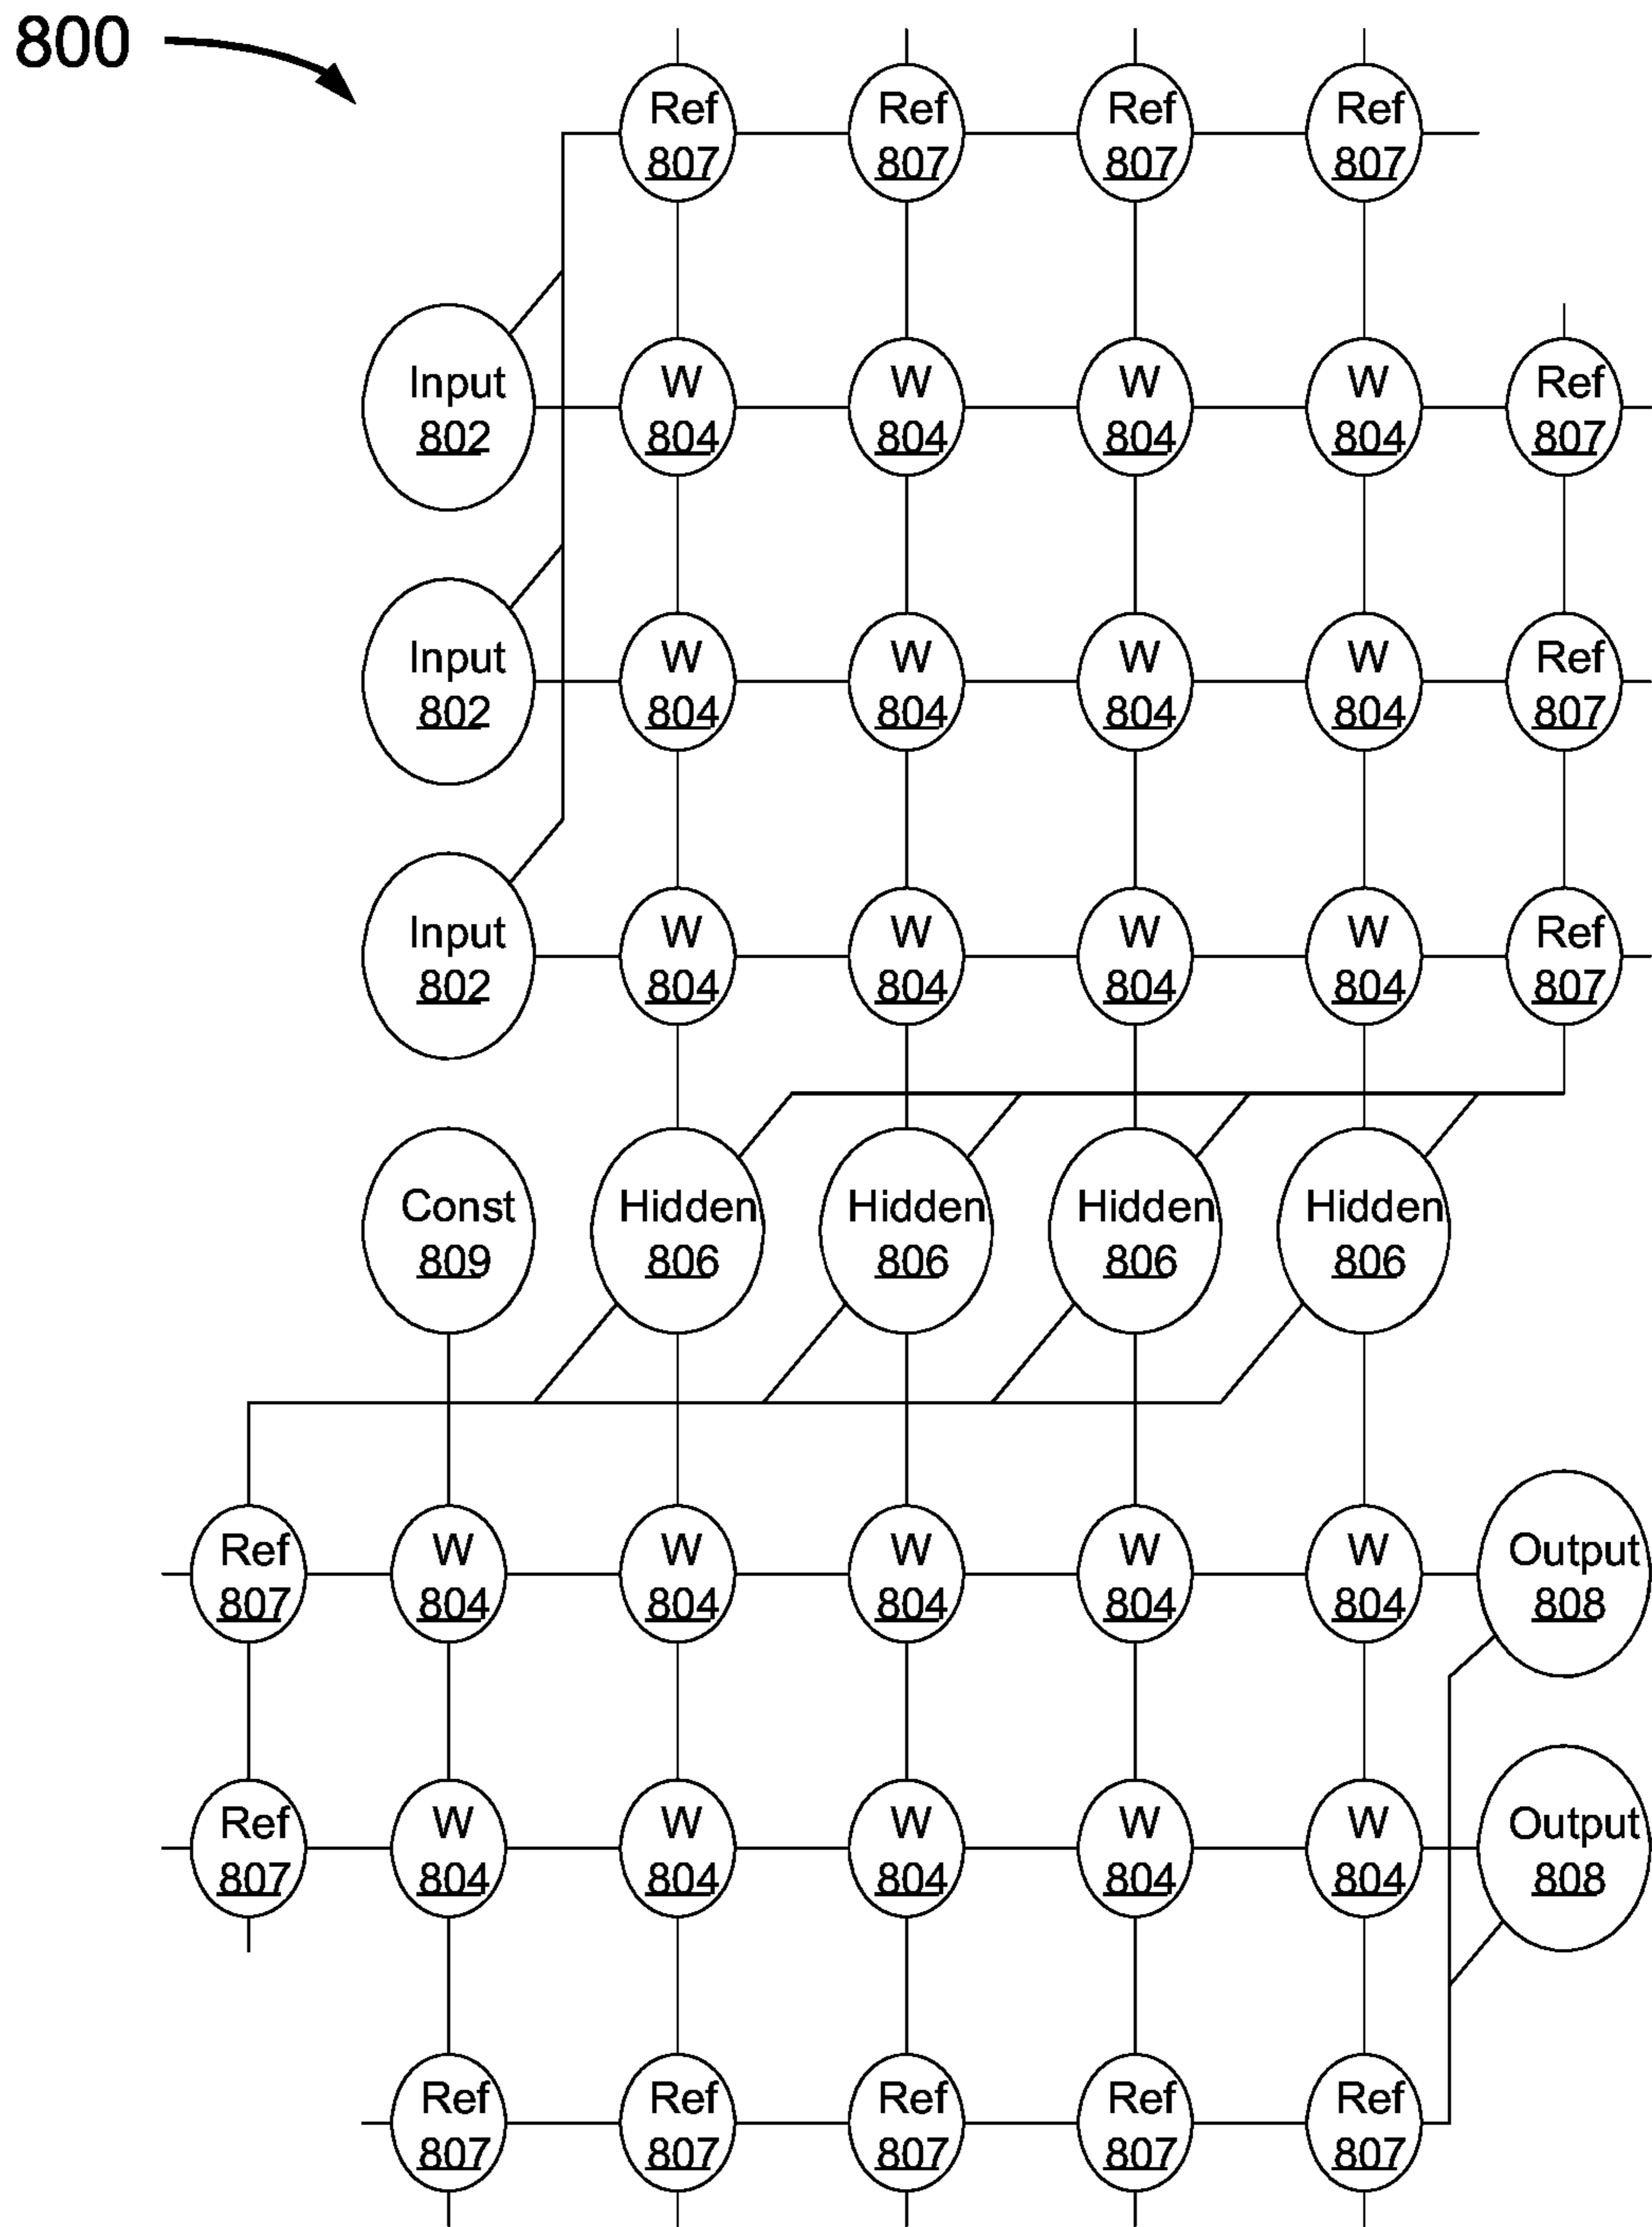 800
Ref Ref Ref Ref
807 807 807 807
Input W W W W Ref
802 804 804 804 804 807
Input W W W W Ref
802 804 804 804 804 807
Input W W W W Ref
802 804 804 804 804 807
Const Hidden Hidden Hidden Hidden
809 806 806 806 806
Ref W W W W W Output
807 804 804 804 804 804 808
Ref W W W W W Output
807 804 804 804 804 804 808
Ref Ref Ref Ref Ref
807 807 807 807 807